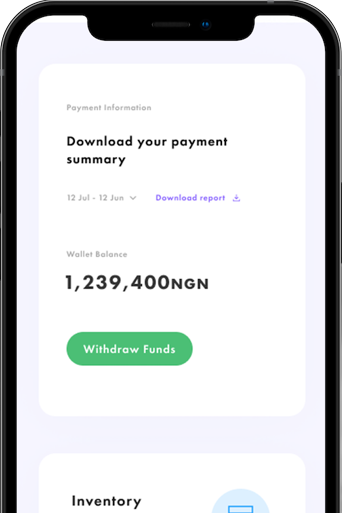 Payment Information
Download your payment
summary
12 Jul - 12 Jun
Download report
Wallet Balance
1,239,400NGN
Withdraw Funds
Inventory